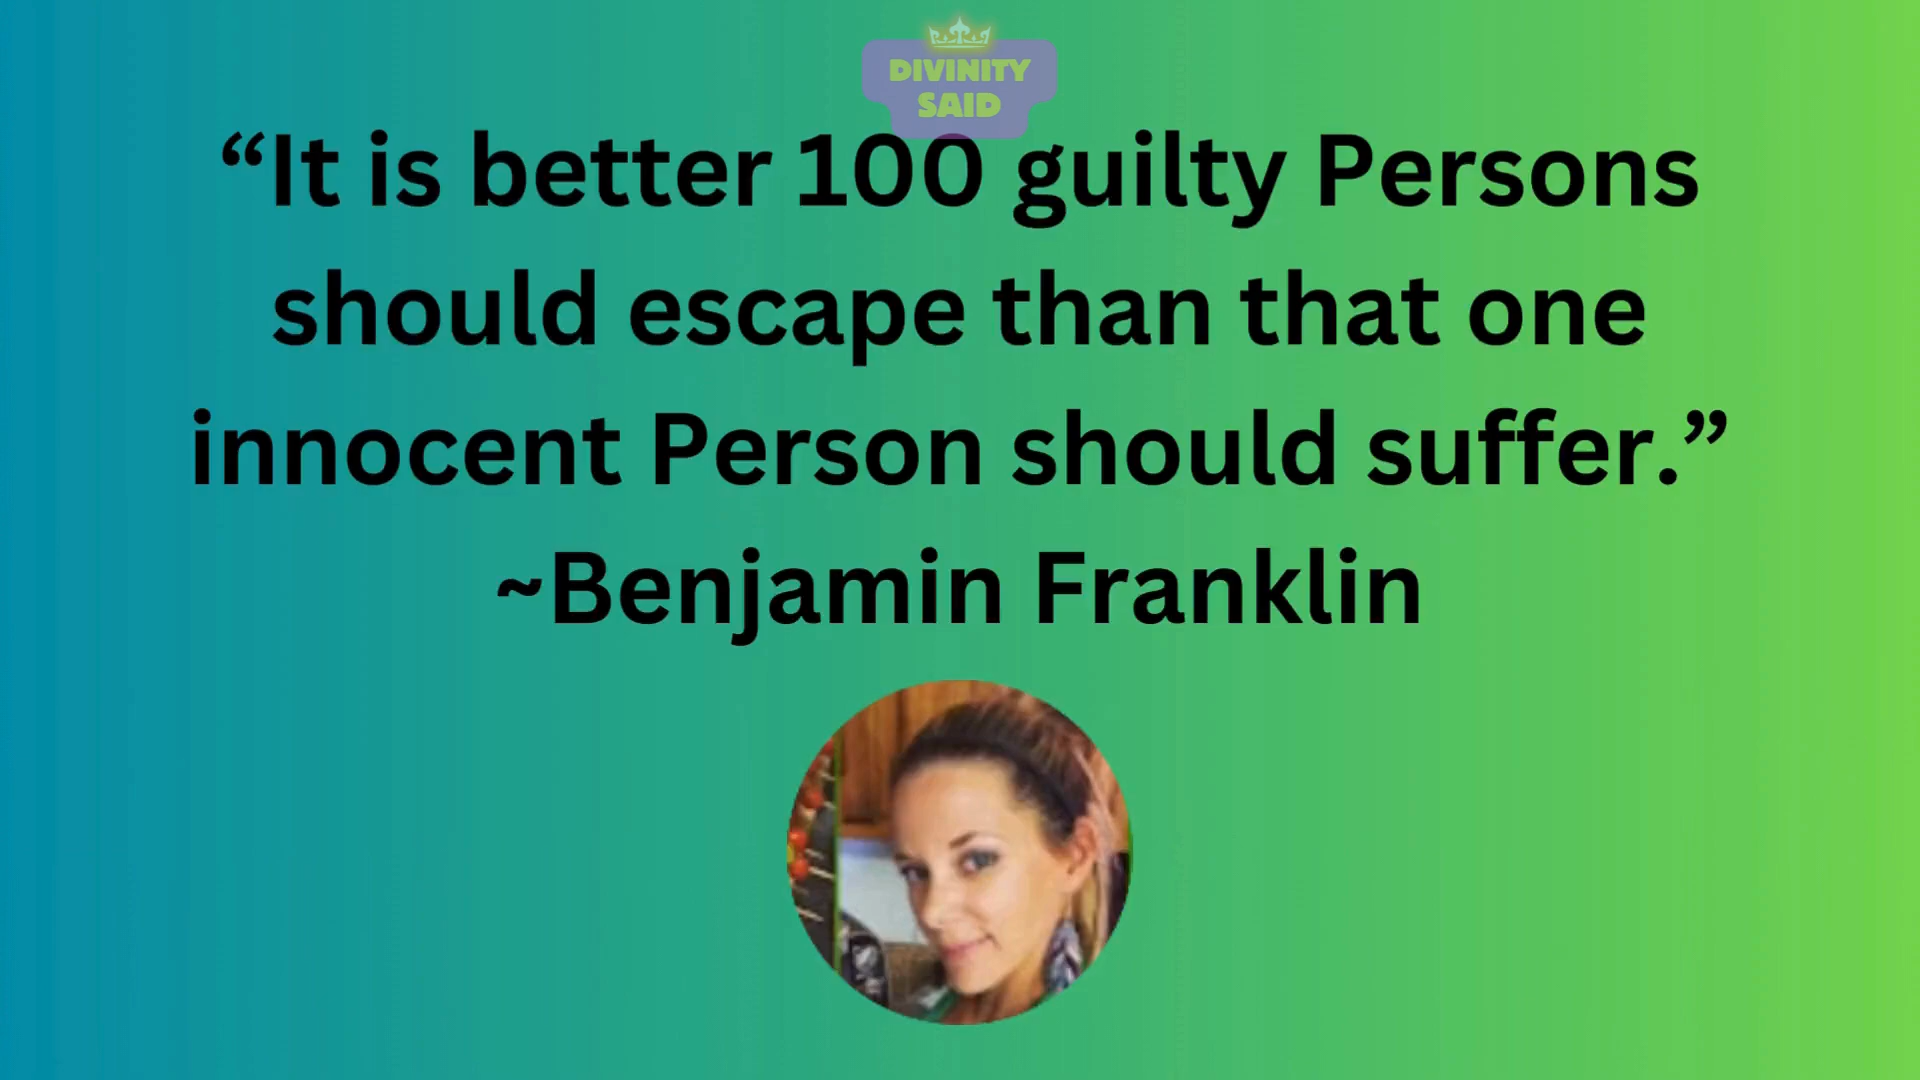 DIVINITY
SAID
“It is better 100 guilty Persons
should escape than that one
innocent Person should suffer.”
~Benjamin Franklin